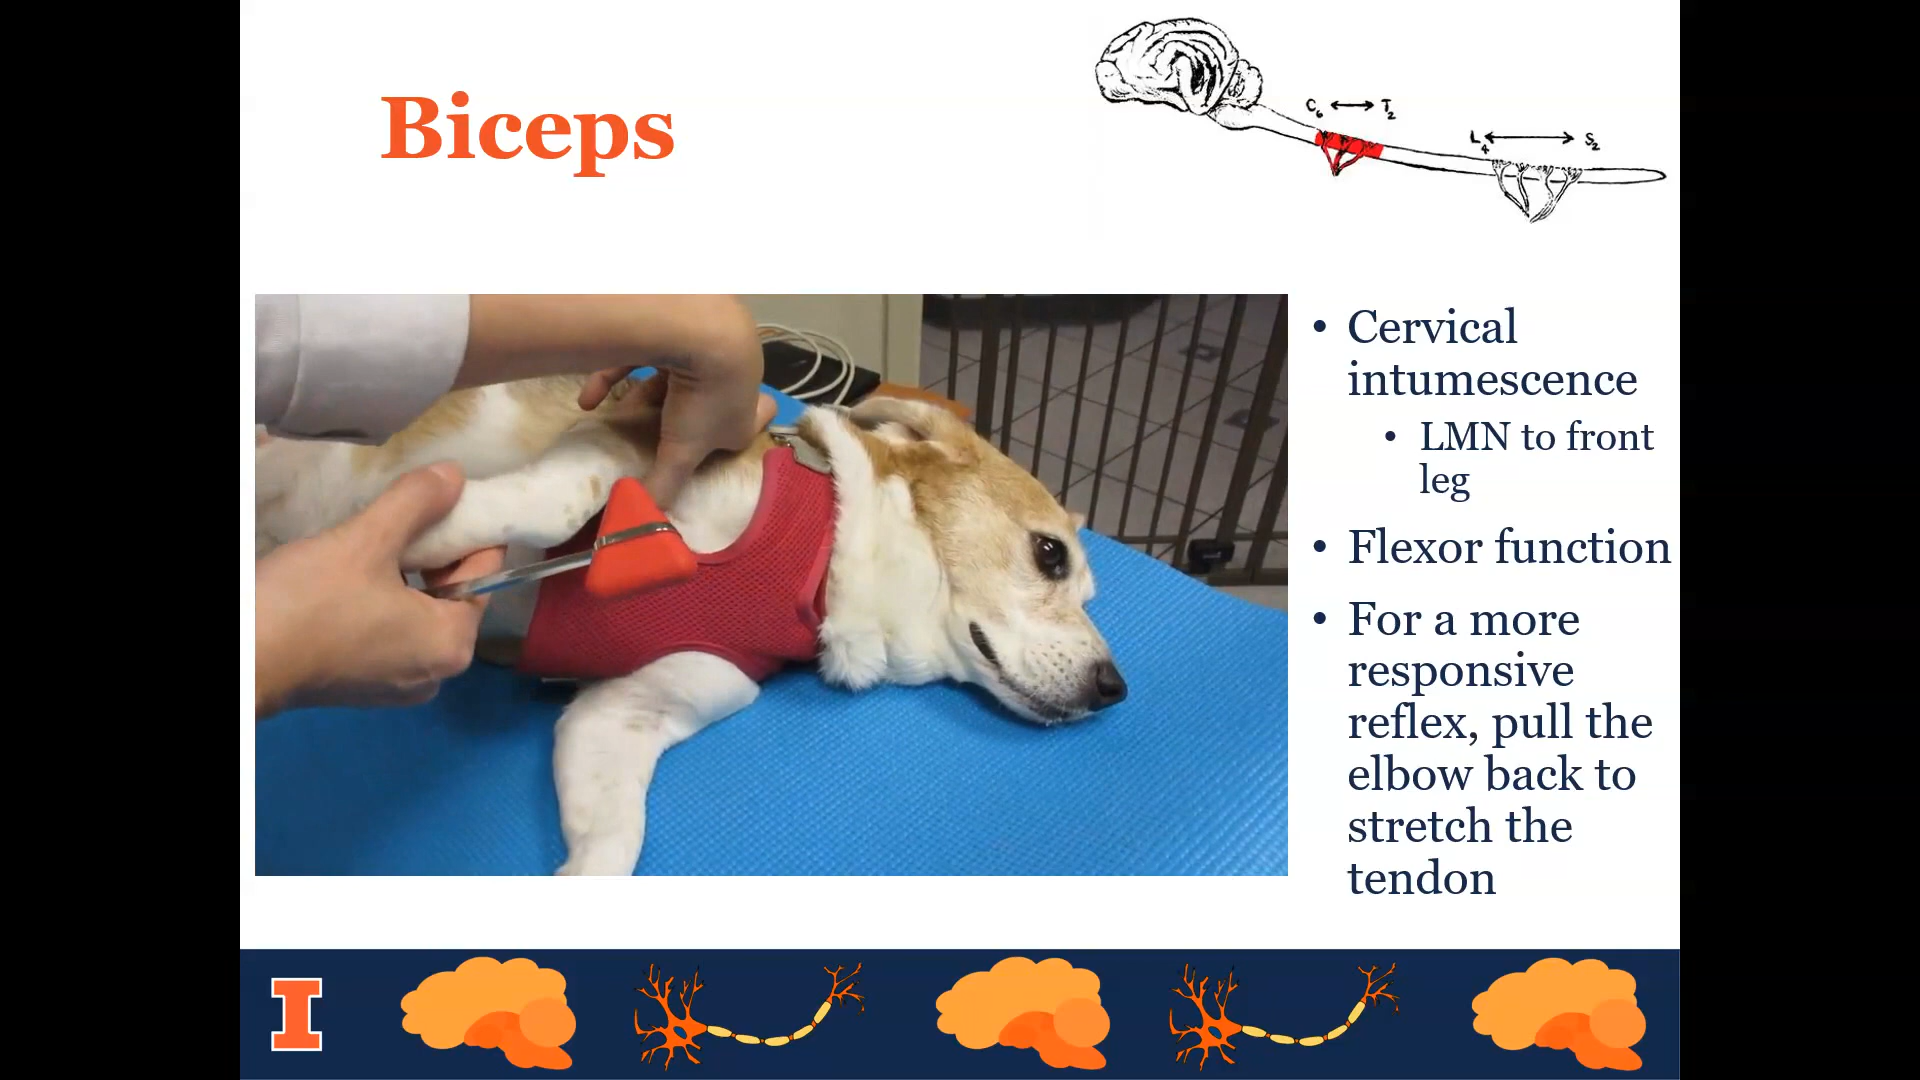 Biceps
C6 ↔ T2
L4 ↔ S2
• Cervical
intumescence
• LMN to front
leg
• Flexor function
• For a more
responsive
reflex, pull the
elbow back to
stretch the
tendon
I